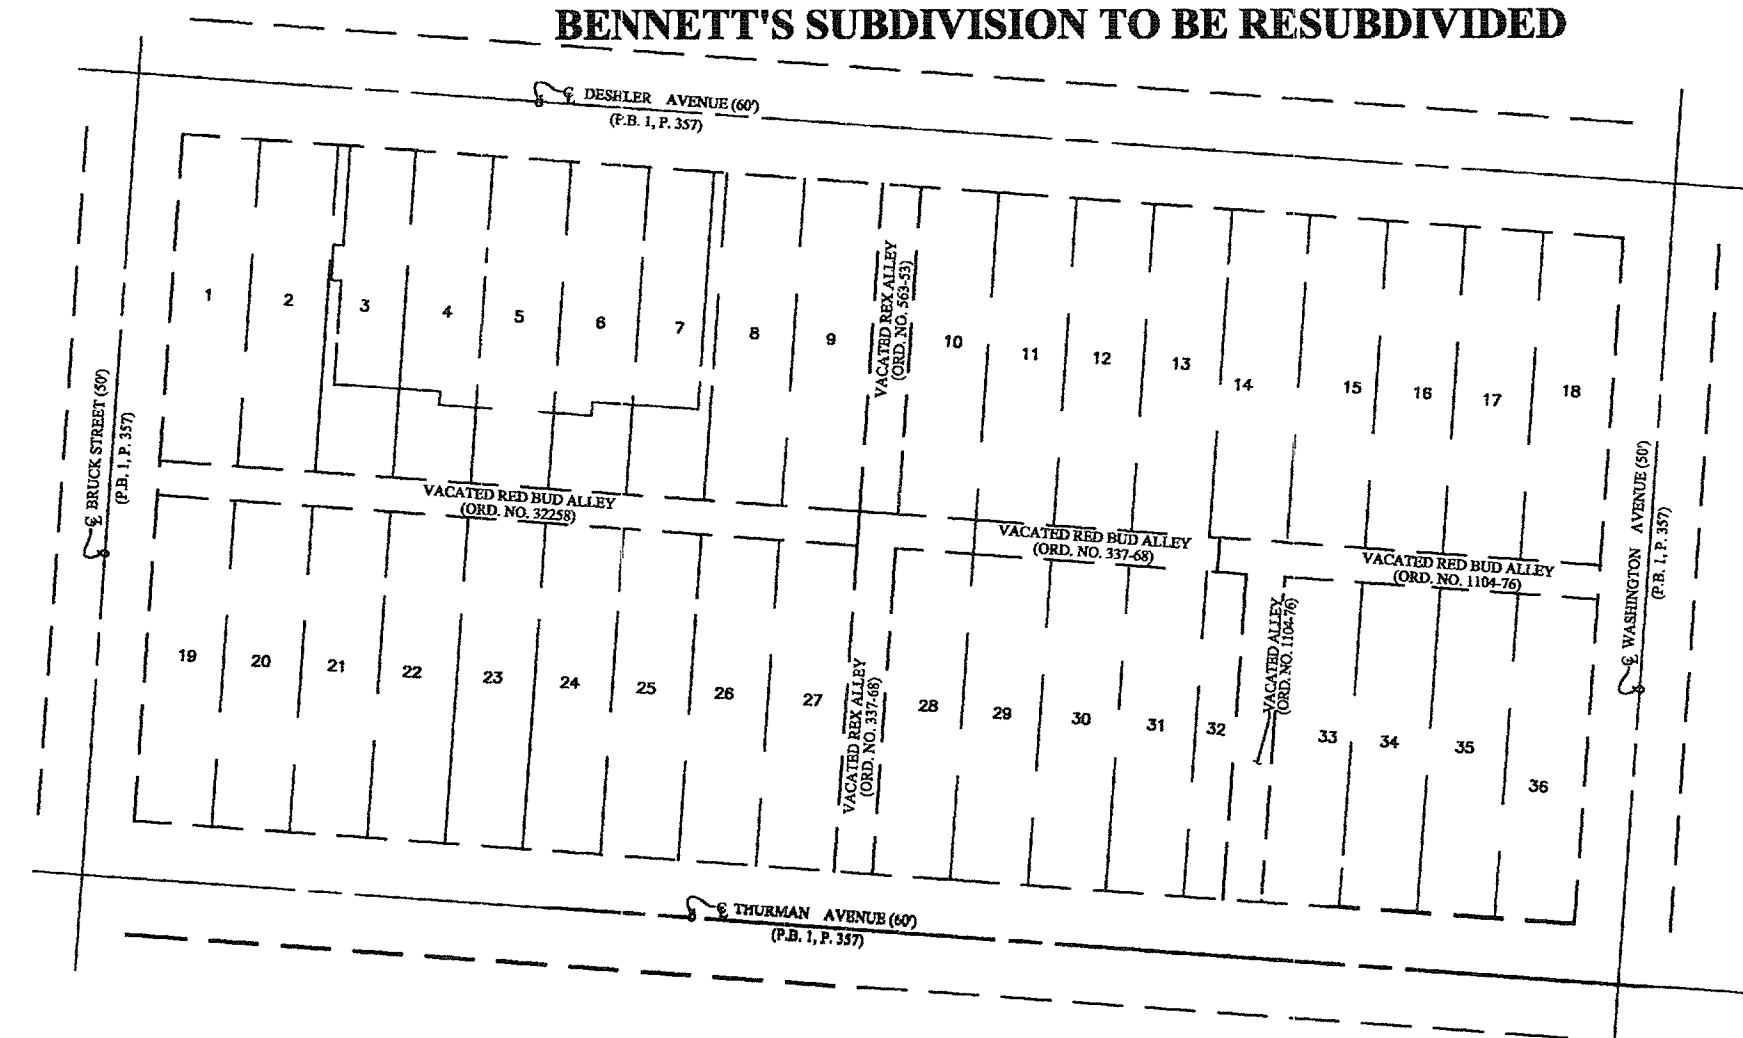 BENNETT'S SUBDIVISION TO BE RESUBDIVIDED
℄ DESHLER AVENUE (60')
(P.B. 1, P. 357)
℄ BRUCK STREET (50')
(P.B. 1, P. 357)
1
2
3
4
5
6
7
8
9
VACATED REX ALLEY
(ORD. NO. 563-53)
10
11
12
13
14
15
16
17
18
VACATED RED BUD ALLEY
(ORD. NO. 32258)
VACATED RED BUD ALLEY
(ORD. NO. 337-68)
VACATED RED BUD ALLEY
(ORD. NO. 1104-76)
℄ WASHINGTON AVENUE (50')
(P.B. 1, P. 357)
19
20
21
22
23
24
25
26
27
VACATED REX ALLEY
(ORD. NO. 337-68)
28
29
30
31
32
VACATED ALLEY
(ORD. NO. 1104-76)
33
34
35
36
℄ THURMAN AVENUE (60')
(P.B. 1, P. 357)